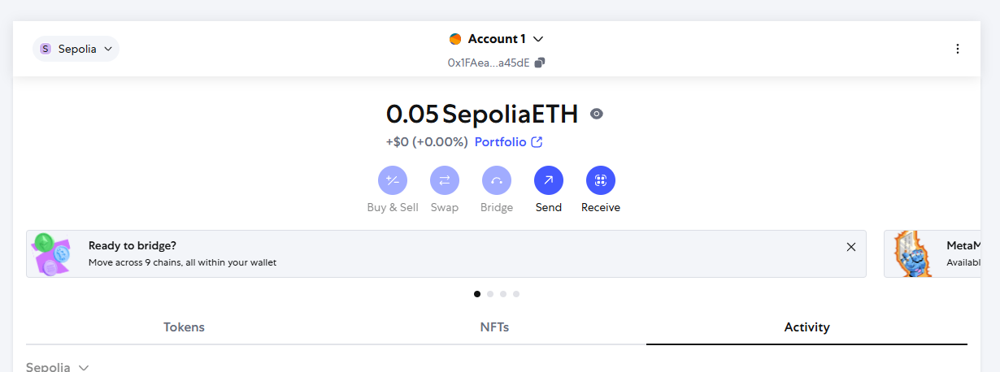 S Sepolia
Account 1
0x1FAea...a45dE
0.05 SepoliaETH
+$0 (+0.00%) Portfolio
Buy & Sell Swap Bridge Send Receive
Ready to bridge?
Move across 9 chains, all within your wallet
MetaM
Availabl
Tokens NFTs Activity
Sepolia